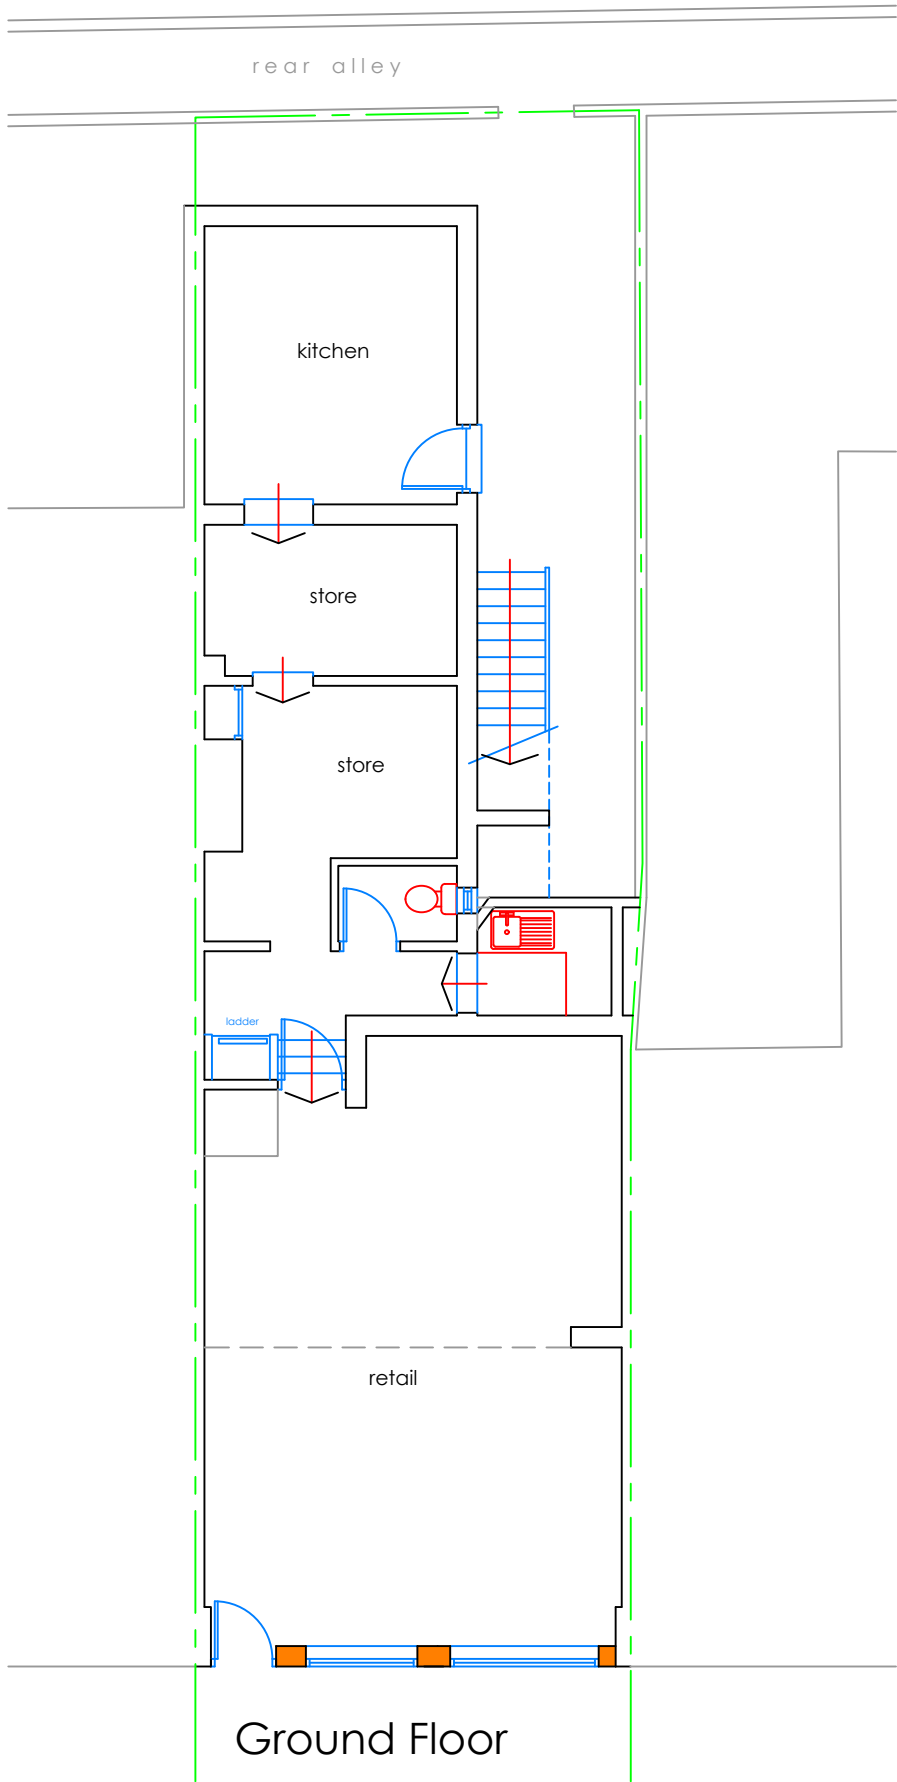 rear alley
kitchen
store
store
ladder
retail
Ground Floor